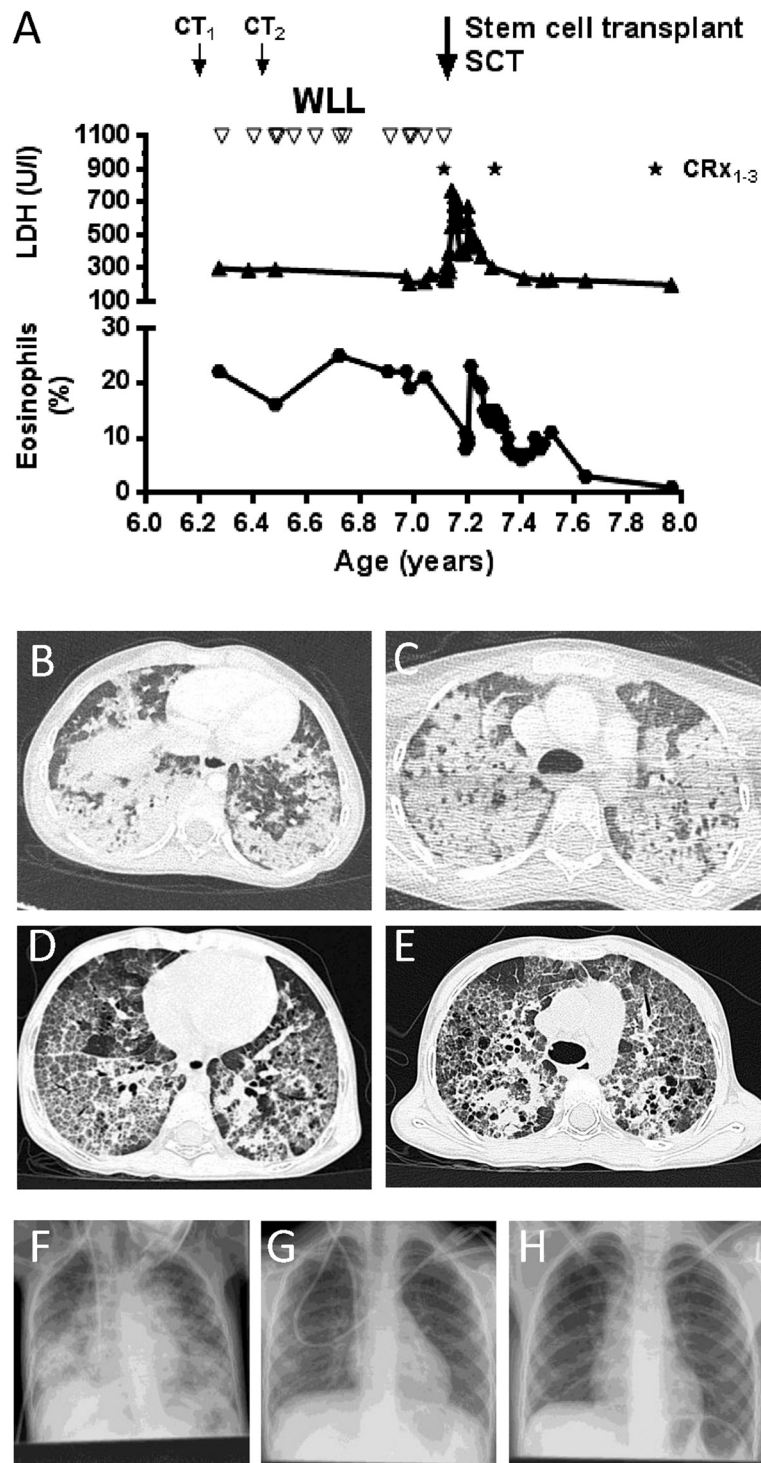 A
CT1
CT2
Stem cell transplant
SCT
WLL
LDH (U/l)
1100
900
700
500
300
100
CRx1-3
Eosinophils
(%)
30
20
10
0
6.0 6.2 6.4 6.6 6.8 7.0 7.2 7.4 7.6 7.8 8.0
Age (years)
B
C
D
E
F
G
H